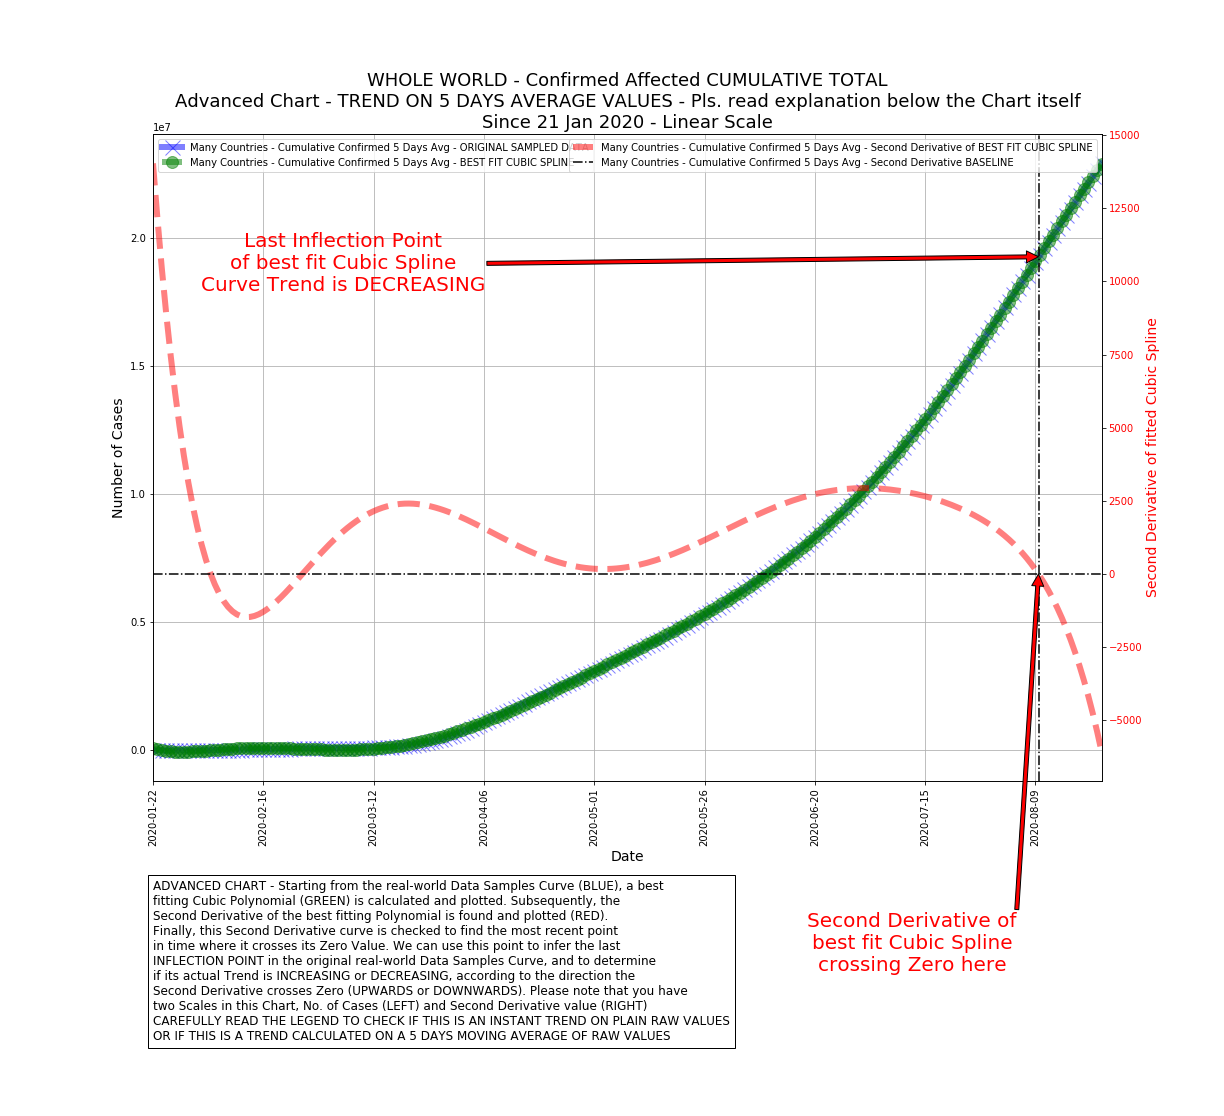 WHOLE WORLD - Confirmed Affected CUMULATIVE TOTAL
Advanced Chart - TREND ON 5 DAYS AVERAGE VALUES - Pls. read explanation below the Chart itself
Since 21 Jan 2020 - Linear Scale
1e7
Many Countries - Cumulative Confirmed 5 Days Avg - ORIGINAL SAMPLED DATA
Many Countries - Cumulative Confirmed 5 Days Avg - BEST FIT CUBIC SPLIN
Many Countries - Cumulative Confirmed 5 Days Avg - Second Derivative of BEST FIT CUBIC SPLINE
Many Countries - Cumulative Confirmed 5 Days Avg - Second Derivative BASELINE
Last Inflection Point
of best fit Cubic Spline
Curve Trend is DECREASING
Number of Cases
2.0
1.5
1.0
0.5
0.0
15000
12500
10000
7500
5000
2500
0
−2500
−5000
Second Derivative of fitted Cubic Spline
2020-01-22
2020-02-16
2020-03-12
2020-04-06
2020-05-01
2020-05-26
2020-06-20
2020-07-15
2020-08-09
Date
Second Derivative of
best fit Cubic Spline
crossing Zero here
ADVANCED CHART - Starting from the real-world Data Samples Curve (BLUE), a best
fitting Cubic Polynomial (GREEN) is calculated and plotted. Subsequently, the
Second Derivative of the best fitting Polynomial is found and plotted (RED).
Finally, this Second Derivative curve is checked to find the most recent point
in time where it crosses its Zero Value. We can use this point to infer the last
INFLECTION POINT in the original real-world Data Samples Curve, and to determine
if its actual Trend is INCREASING or DECREASING, according to the direction the
Second Derivative crosses Zero (UPWARDS or DOWNWARDS). Please note that you have
two Scales in this Chart, No. of Cases (LEFT) and Second Derivative value (RIGHT)
CAREFULLY READ THE LEGEND TO CHECK IF THIS IS AN INSTANT TREND ON PLAIN RAW VALUES
OR IF THIS IS A TREND CALCULATED ON A 5 DAYS MOVING AVERAGE OF RAW VALUES